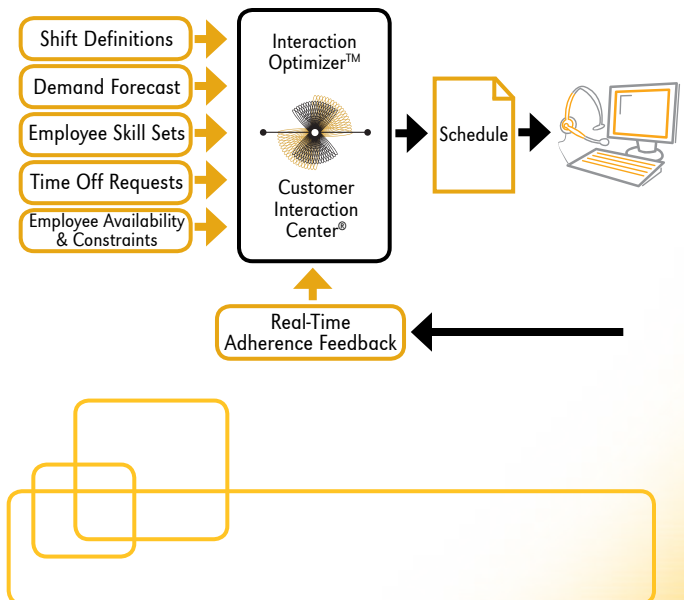 Shift Definitions
Demand Forecast
Employee Skill Sets
Time Off Requests
Employee Availability
& Constraints
Interaction
Optimizer™
Customer
Interaction
Center®
Schedule
Real-Time
Adherence Feedback